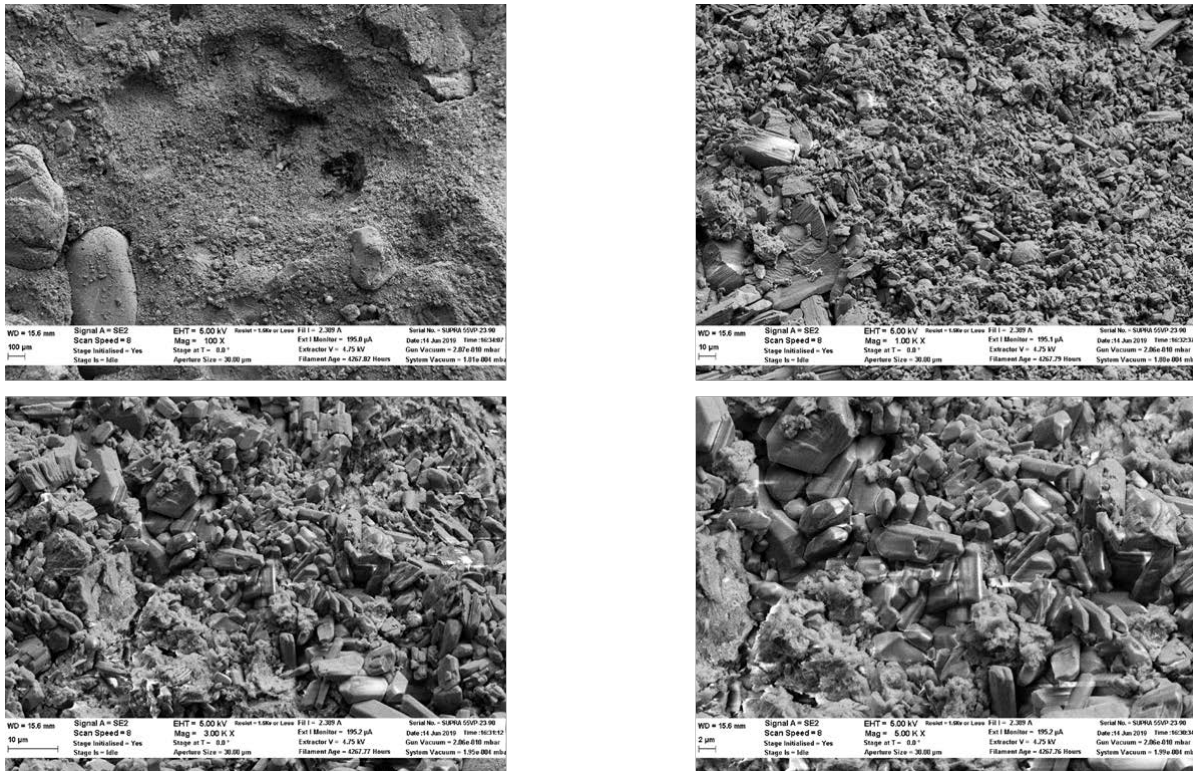 WD = 15.6 mm
Signal A = SE2
EHT = 5.00 kV
Fil I = 2.389 A
Serial No. = SUPRA 55VP-23-90
Scan Speed = 8
Mag = 100 X
Ext I Monitor = 195.0 µA
Date :14 Jun 2019 Time :16:34:07
100 µm
Stage Initialised = Yes
Stage at T = 0.0 °
Extractor V = 4.75 kV
Gun Vacuum = 2.07e-010 mbar
Stage Is = Idle
Aperture Size = 30.00 µm
Filament Age = 4267.82 Hours
System Vacuum = 1.81e-004 mbar
WD = 15.6 mm
Signal A = SE2
EHT = 5.00 kV
Fil I = 2.389 A
Serial No. = SUPRA 55VP-23-90
Scan Speed = 8
Mag = 1.00 K X
Ext I Monitor = 195.1 µA
Date :14 Jun 2019
10 µm
Stage Initialised = Yes
Stage at T = 0.0 °
Extractor V = 4.75 kV
Gun Vacuum = 2.06e-010 mbar
Stage Is = Idle
Aperture Size = 30.00 µm
Filament Age = 4267.79 Hours
System Vacuum = 1.88e-004
WD = 15.6 mm
Signal A = SE2
EHT = 5.00 kV
Fil I = 2.389 A
Serial No. = SUPRA 55VP-23-90
Scan Speed = 8
Mag = 3.00 K X
Ext I Monitor = 195.2 µA
Date :14 Jun 2019 Time :16:31:12
10 µm
Stage Initialised = Yes
Stage at T = 0.0 °
Extractor V = 4.75 kV
Gun Vacuum = 2.06e-010 mbar
Stage Is = Idle
Aperture Size = 30.00 µm
Filament Age = 4267.77 Hours
System Vacuum = 1.95e-004 mbar
WD = 15.6 mm
Signal A = SE2
EHT = 5.00 kV
Fil I = 2.389 A
Serial No. = SUPRA 55VP-23-90
Scan Speed = 8
Mag = 5.00 K X
Ext I Monitor = 195.2 µA
Date :14 Jun 2019
2 µm
Stage Initialised = Yes
Stage at T = 0.0 °
Extractor V = 4.75 kV
Gun Vacuum = 2.06e-010 mbar
Stage Is = Idle
Aperture Size = 30.00 µm
Filament Age = 4267.76 Hours
System Vacuum = 1.99e-004